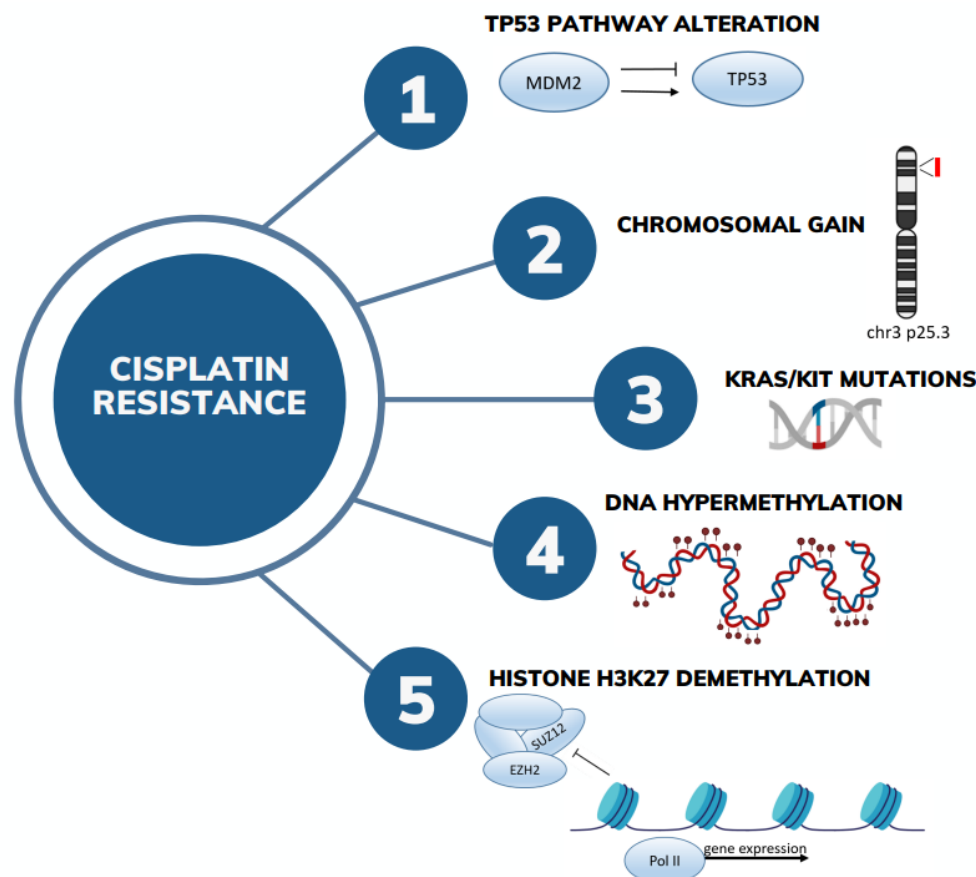 TP53 PATHWAY ALTERATION
1
MDM2
TP53
2
CHROMOSOMAL GAIN
chr3 p25.3
CISPLATIN
RESISTANCE
3
KRAS/KIT MUTATIONS
4
DNA HYPERMETHYLATION
5
HISTONE H3K27 DEMETHYLATION
SUZ12
EZH2
Pol II
gene expression